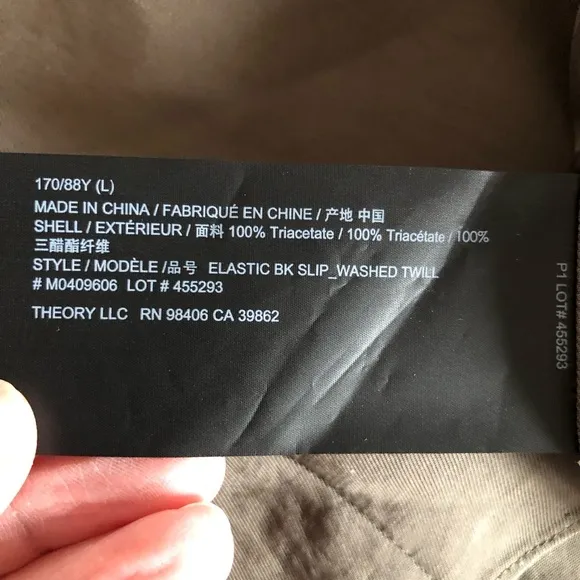 170/88Y (L)
MADE IN CHINA / FABRIQUÉ EN CHINE / 产地 中国
SHELL / EXTÉRIEUR / 面料 100% Triacetate / 100% Triacétate / 100%
三醋酯纤维
STYLE / MODÈLE /品号 ELASTIC BK SLIP_WASHED TWILL
# M0409606 LOT # 455293
THEORY LLC RN 98406 CA 39862
P1 LOT# 455293